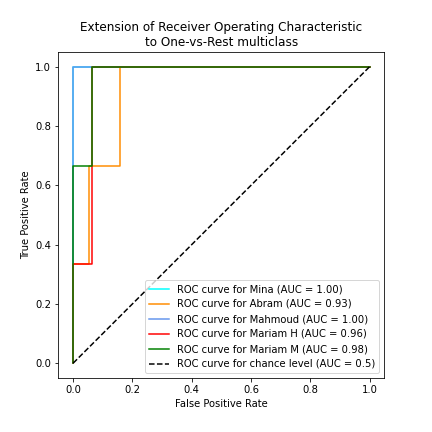 Extension of Receiver Operating Characteristic
to One-vs-Rest multiclass
1.0
0.8
0.6
0.4
0.2
0.0
True Positive Rate
ROC curve for Mina (AUC = 1.00)
ROC curve for Abram (AUC = 0.93)
ROC curve for Mahmoud (AUC = 1.00)
ROC curve for Mariam H (AUC = 0.96)
ROC curve for Mariam M (AUC = 0.98)
ROC curve for chance level (AUC = 0.5)
0.0 0.2 0.4 0.6 0.8 1.0
False Positive Rate